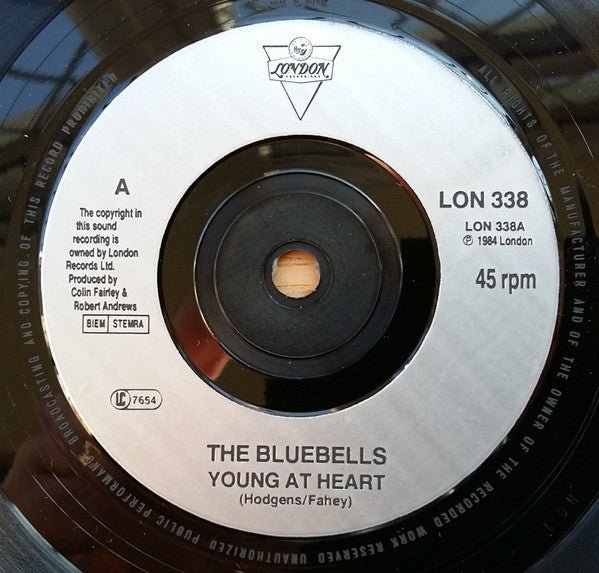 LONDON
RECORDINGS
A
The copyright in
this sound
recording is
owned by London
Records Ltd.
Produced by
Colin Fairley &
Robert Andrews
BIEM STEMRA
LC 7654
LON 338
LON 338A
℗ 1984 London
45 rpm
THE BLUEBELLS
YOUNG AT HEART
(Hodgens/Fahey)
ALL RIGHTS OF THE MANUFACTURER AND OF THE OWNER OF THE RECORDED WORK RESERVED UNAUTHORIZED PUBLIC PERFORMANCE BROADCASTING AND COPYING OF THIS RECORD PROHIBITED